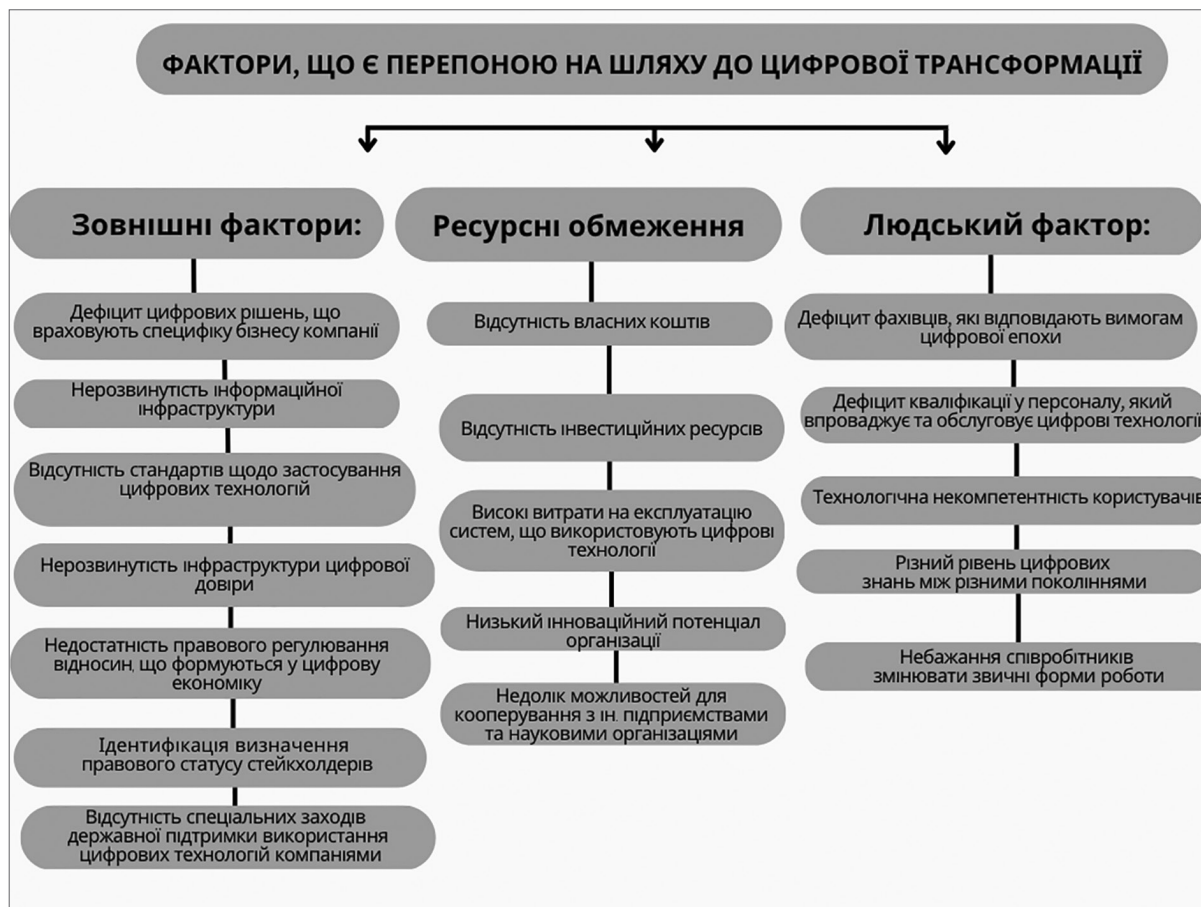 ФАКТОРИ, ЩО Є ПЕРЕПОНОЮ НА ШЛЯХУ ДО ЦИФРОВОЇ ТРАНСФОРМАЦІЇ
Зовнішні фактори:
Дефіцит цифрових рішень, що
враховують специфіку бізнесу компанії
Нерозвинутість інформаційної
інфраструктури
Відсутність стандартів щодо застосування
цифрових технологій
Нерозвинутість інфраструктури цифрової
довіри
Недостатність правового регулювання
відносин, що формуються у цифрову
економіку
Ідентифікація визначення
правового статусу стейкхолдерів
Відсутність спеціальних заходів
державної підтримки використання
цифрових технологій компаніями
Ресурсні обмеження
Відсутність власних коштів
Відсутність інвестиційних ресурсів
Високі витрати на експлуатацію
систем, що використовують цифрові
технології
Низький інноваційний потенціал
організації
Недолік можливостей для
кооперування з ін. підприємствами
та науковими організаціями
Людський фактор:
Дефіцит фахівців, які відповідають вимогам
цифрової епохи
Дефіцит кваліфікації у персоналу, який
впроваджує та обслуговує цифрові технології
Технологічна некомпетентність користувачів
Різний рівень цифрових
знань між різними поколіннями
Небажання співробітників
змінювати звичні форми роботи